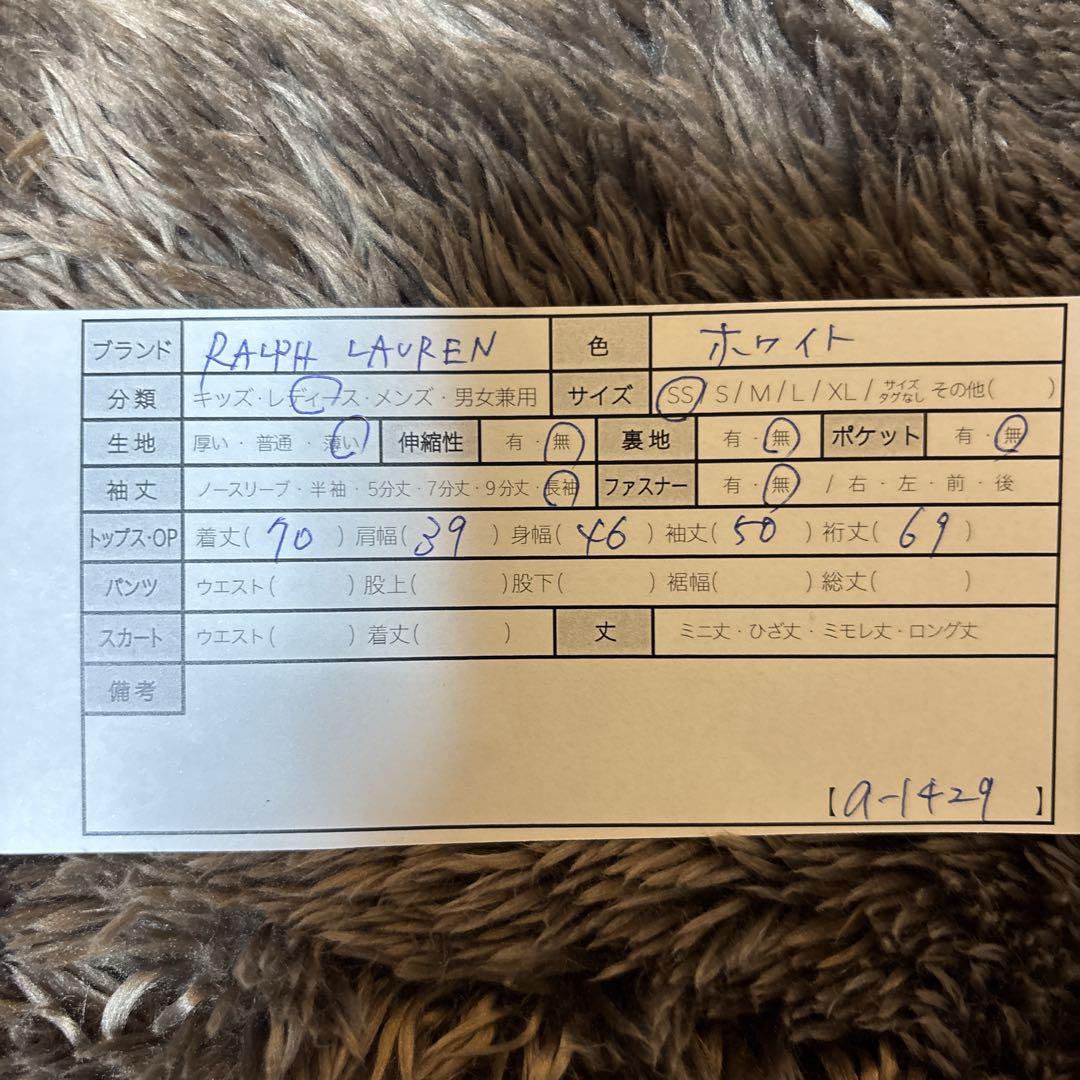 ブランド RALPH LAUREN 色 ホワイト
分類 キッズ・レディース・メンズ・男女兼用 サイズ SS/S/M/L/XL/サイズタグなし その他( )
生地 厚い・普通・薄い 伸縮性 有・無 裏地 有・無 ポケット 有・無
袖丈 ノースリーブ・半袖・5分丈・7分丈・9分丈・長袖 ファスナー 有・無 /右・左・前・後
トップス・OP 着丈( 70 )肩幅( 39 )身幅( 46 )袖丈( 50 )裄丈( 69 )
パンツ ウエスト( )股上( )股下( )裾幅( )総丈( )
スカート ウエスト( )着丈( ) 丈 ミニ丈・ひざ丈・ミモレ丈・ロング丈
備考
【a-1429 】